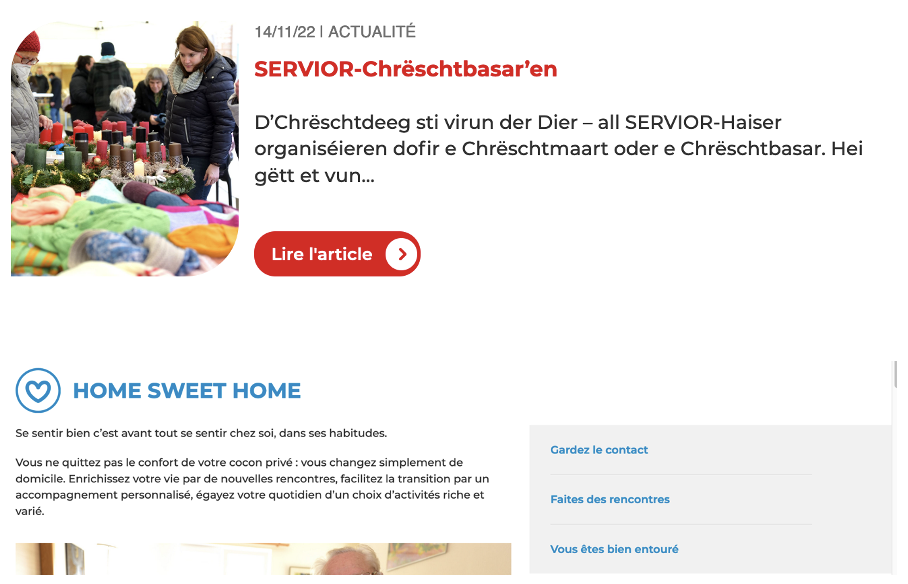 14/11/22 | ACTUALITÉ
SERVIOR-Chrëschtbasar’en
D’Chrëschtdeeg sti virun der Dier – all SERVIOR-Haiser
organiséieren dofir e Chrëschtmaart oder e Chrëschtbasar. Hei
gëtt et vun...
Lire l'article
HOME SWEET HOME
Se sentir bien c’est avant tout se sentir chez soi, dans ses habitudes.
Vous ne quittez pas le confort de votre cocon privé : vous changez simplement de
domicile. Enrichissez votre vie par de nouvelles rencontres, facilitez la transition par un
accompagnement personnalisé, égayez votre quotidien d’un choix d’activités riche et
varié.
Gardez le contact
Faites des rencontres
Vous êtes bien entouré